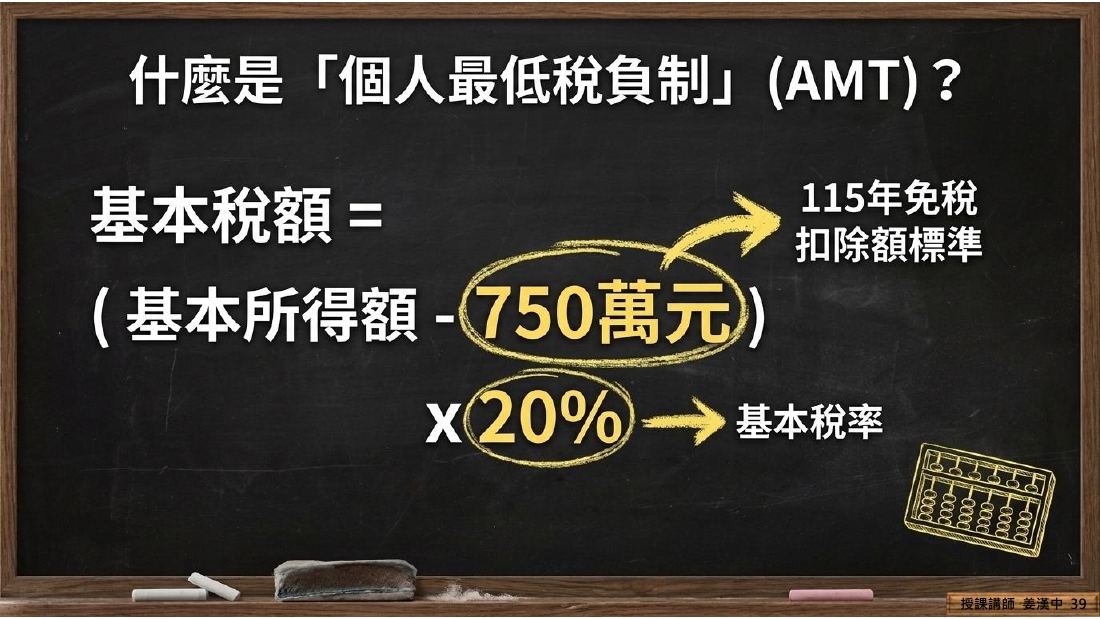 什麼是「個人最低稅負制」(AMT)？
基本稅額 =
115年免稅
扣除額標準
( 基本所得額 - 750萬元 )
x 20% 基本稅率
授課講師 姜漢中 39